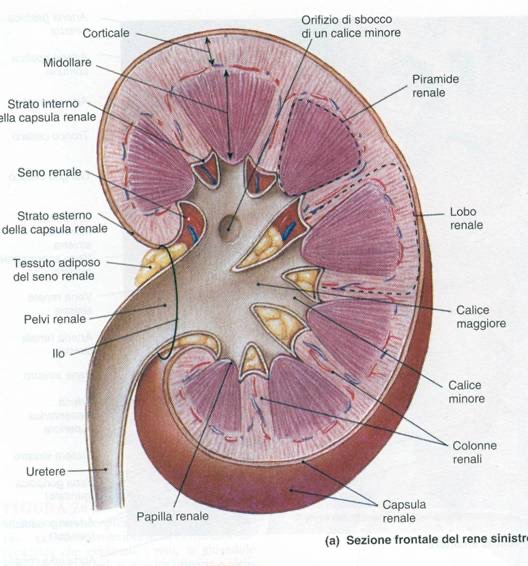 Corticale
Midollare
Strato interno
ella capsula renale
Seno renale
Strato esterno
della capsula renale
Tessuto adiposo
del seno renale
Pelvi renale
Ilo
Uretere
Papilla renale
Orifizio di sbocco
di un calice minore
Piramide
renale
Lobo
renale
Calice
maggiore
Calice
minore
Colonne
renali
Capsula
renale
(a) Sezione frontale del rene sinistr